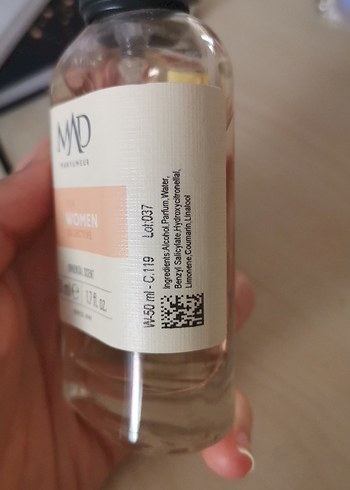 MAD
PARFUMEUR
WOMEN
1.7 fl. oz
W-50 ml - C.119 Lot:037
Ingredients:Alcohol,Parfum,Water,
Benzyl Salicylate,Hydroxycitronellal,
Limonene,Coumarin,Linalool